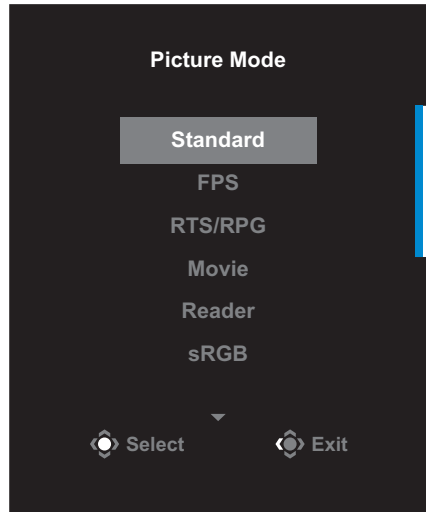 Picture Mode
Standard
FPS
RTS/RPG
Movie
Reader
sRGB
Select Exit